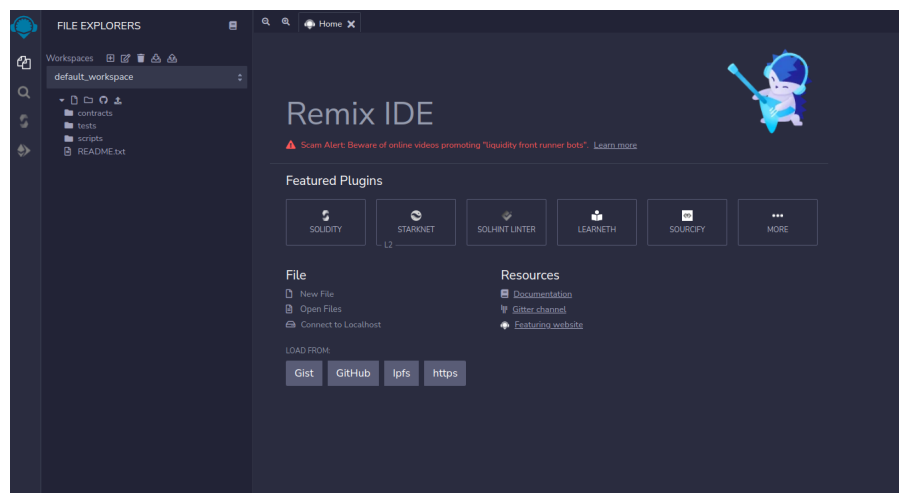 FILE EXPLORERS
Home
Workspaces
default_workspace
contracts
tests
scripts
README.txt
Remix IDE
Scam Alert: Beware of online videos promoting "liquidity front runner bots". Learn more
Featured Plugins
SOLIDITY
STARKNET
L2
SOLHINT LINTER
LEARNETH
SOURCIFY
MORE
File
New File
Open Files
Connect to Localhost
Resources
Documentation
Gitter channel
Featuring website
LOAD FROM:
Gist GitHub Ipfs https